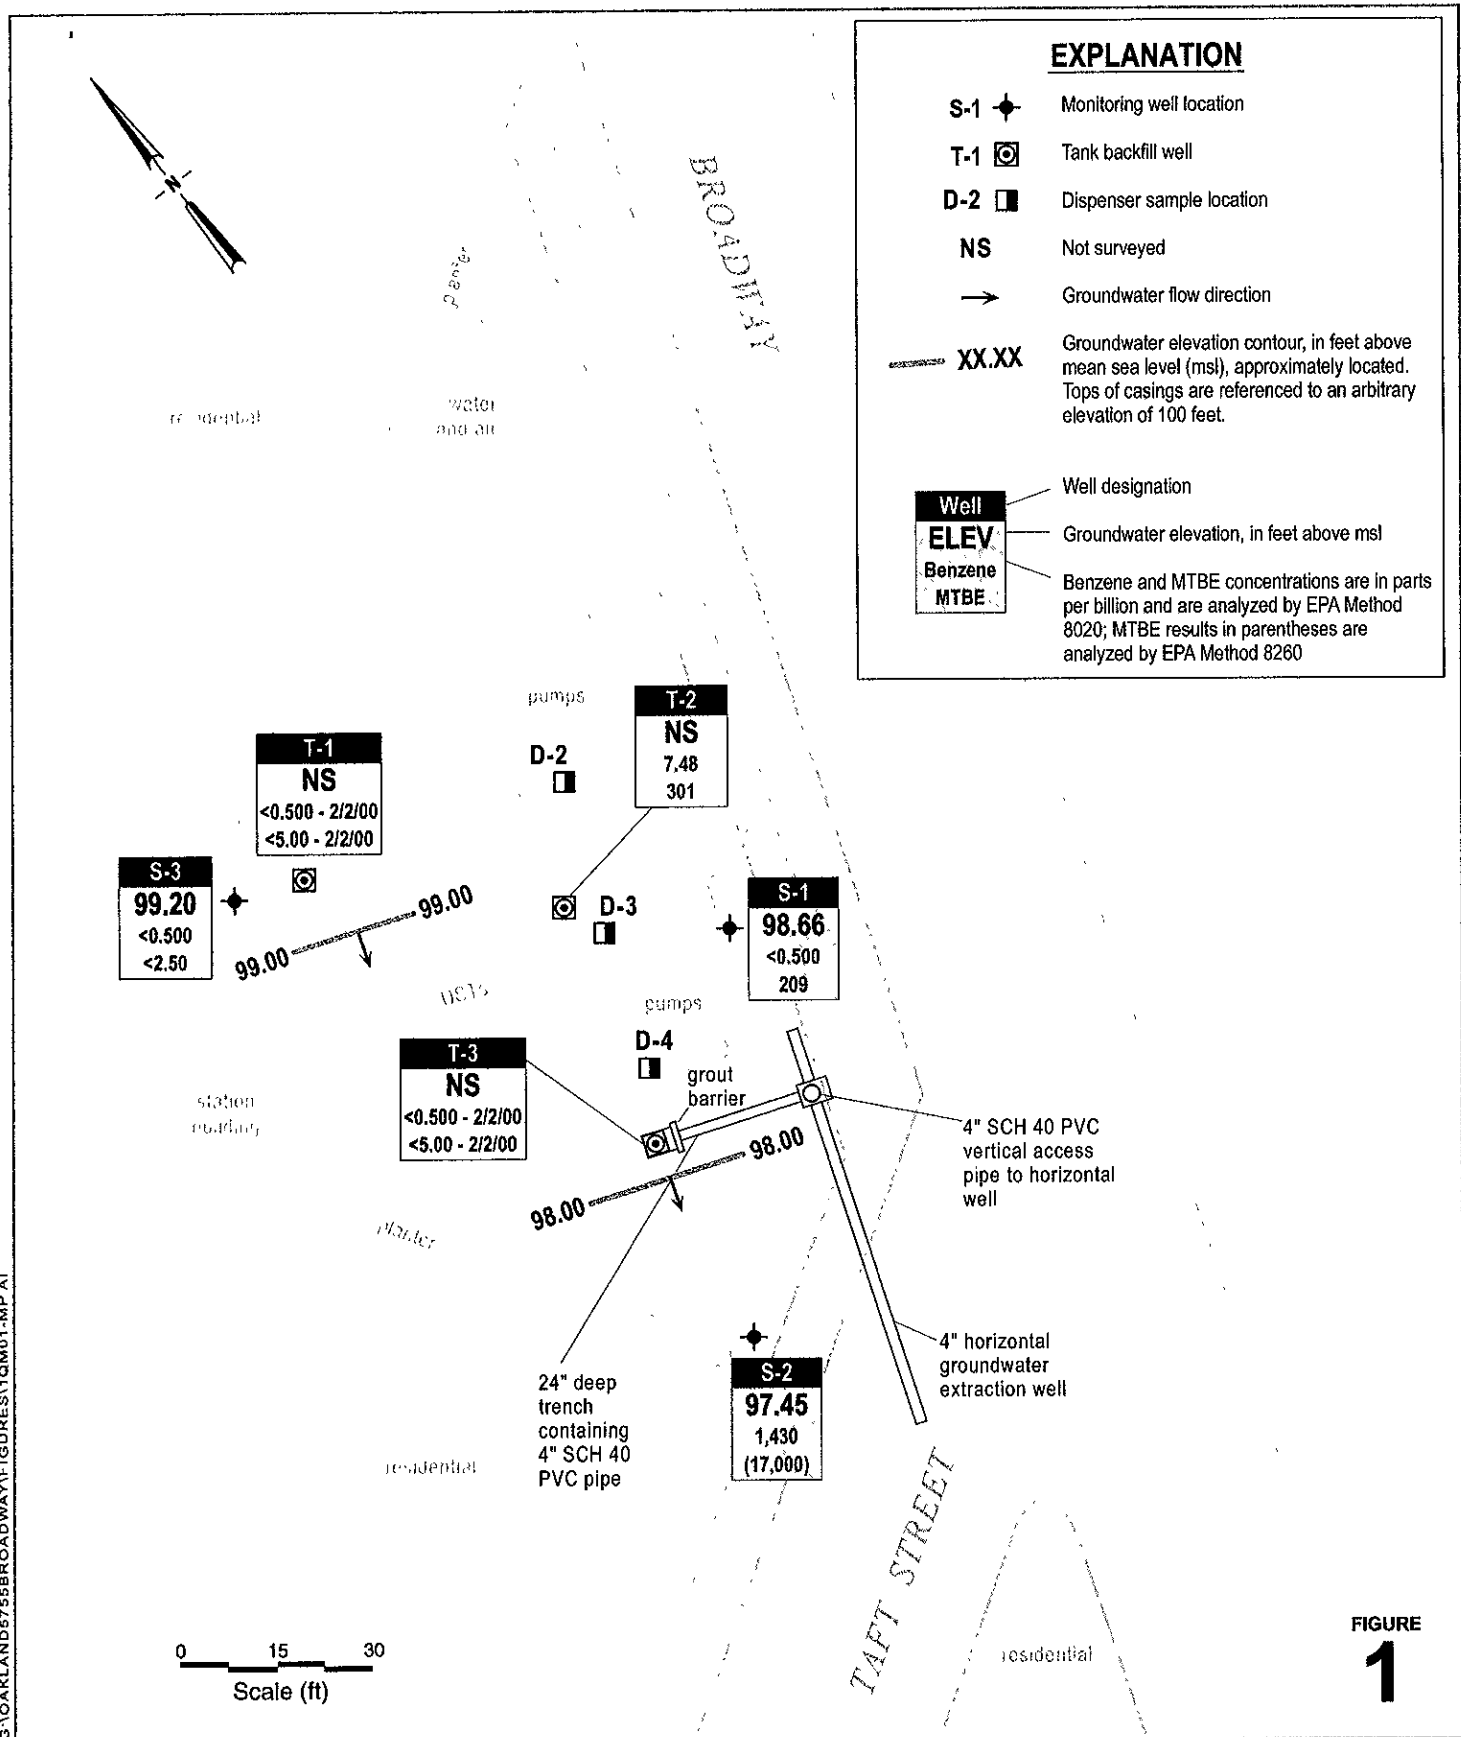 EXPLANATION
S-1 Monitoring well location
T-1 Tank backfill well
D-2 Dispenser sample location
NS Not surveyed
Groundwater flow direction
XX.XX Groundwater elevation contour, in feet above
mean sea level (msl), approximately located.
Tops of casings are referenced to an arbitrary
elevation of 100 feet.
Well
ELEV
Benzene
MTBE
Well designation
Groundwater elevation, in feet above msl
Benzene and MTBE concentrations are in parts
per billion and are analyzed by EPA Method
8020; MTBE results in parentheses are
analyzed by EPA Method 8260
N
BROADWAY
planter
residential
water
and air
pumps
T-2
NS
7.48
301
D-2
T-1
NS
<0.500 - 2/2/00
<5.00 - 2/2/00
S-3
99.20
<0.500
<2.50
99.00
99.00
D-3
S-1
98.66
<0.500
209
USTs
pumps
D-4
T-3
NS
<0.500 - 2/2/00
<5.00 - 2/2/00
grout
barrier
station
98.00
98.00
4" SCH 40 PVC
vertical access
pipe to horizontal
well
planter
4" horizontal
groundwater
extraction well
S-2
97.45
1,430
(17,000)
24" deep
trench
containing
4" SCH 40
PVC pipe
residential
TAFT STREET
residential
0 15 30
Scale (ft)
FIGURE
1
G:\OAKLAND5755BROADWAY\FIGURES\1QM01-MP.AI